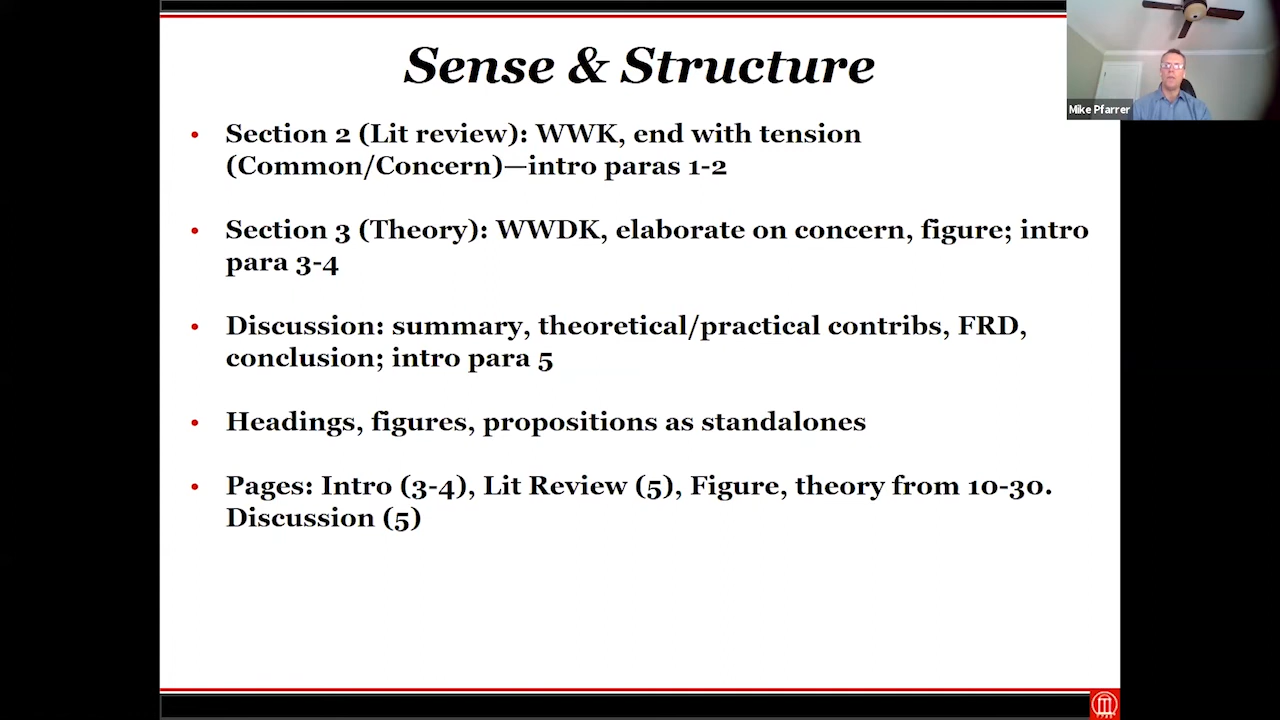 Sense & Structure
Mike Pfarrer
• Section 2 (Lit review): WWK, end with tension
(Common/Concern)—intro paras 1-2
• Section 3 (Theory): WWDK, elaborate on concern, figure; intro
para 3-4
• Discussion: summary, theoretical/practical contribs, FRD,
conclusion; intro para 5
• Headings, figures, propositions as standalones
• Pages: Intro (3-4), Lit Review (5), Figure, theory from 10-30.
Discussion (5)